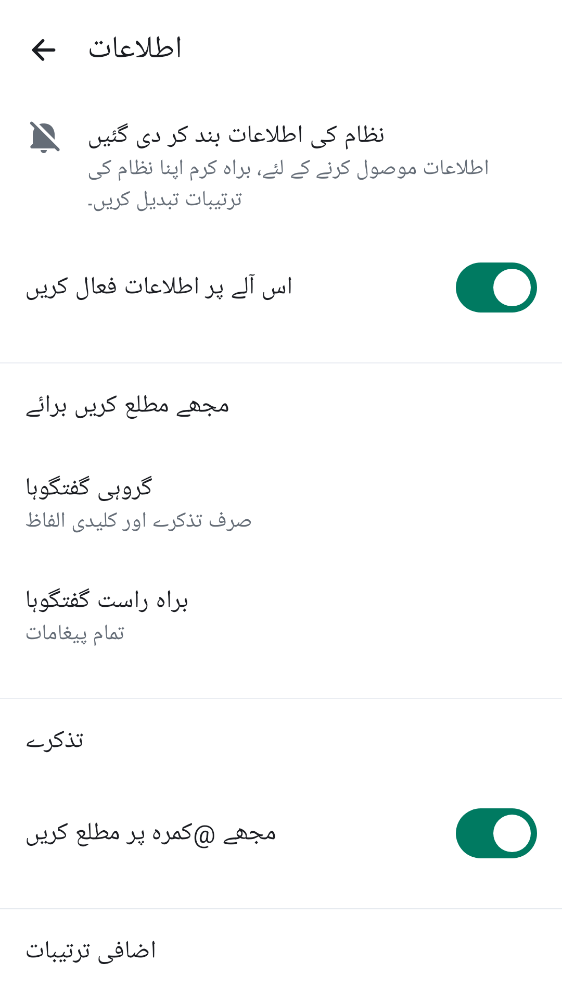 اطلاعات
نظام کی اطلاعات بند کر دی گئیں
اطلاعات موصول کرنے کے لئے، براہ کرم اپنا نظام کی
ترتیبات تبدیل کریں۔
اس آلے پر اطلاعات فعال کریں
مجھے مطلع کریں برائے
گروہی گفتگوہا
صرف تذکرے اور کلیدی الفاظ
براہ راست گفتگوہا
تمام پیغامات
تذکرے
مجھے @کمرہ پر مطلع کریں
اضافی ترتیبات